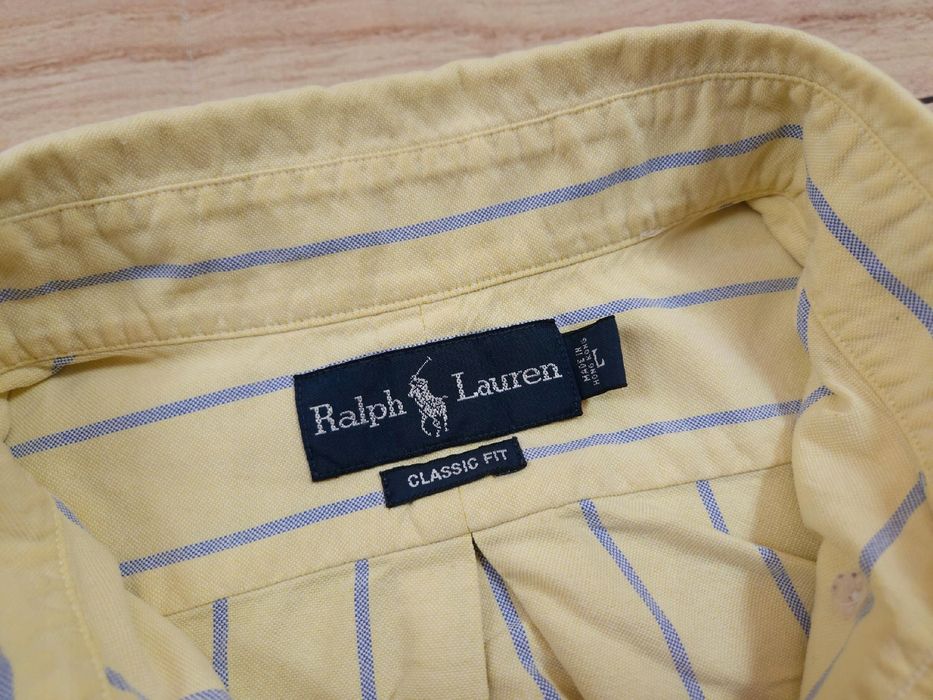 Ralph Lauren
L
MADE IN
HONG KONG
CLASSIC FIT